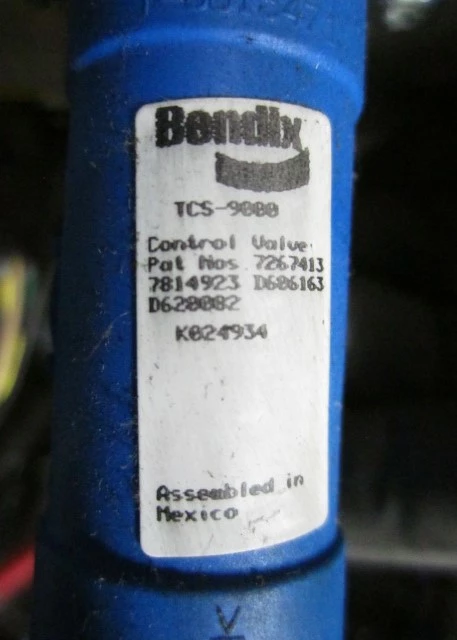 Bendix
TCS-9000
Control Valve
Pat Nos 7267413
7814923 D606163
D620082
K024934
Assembled in
Mexico
V